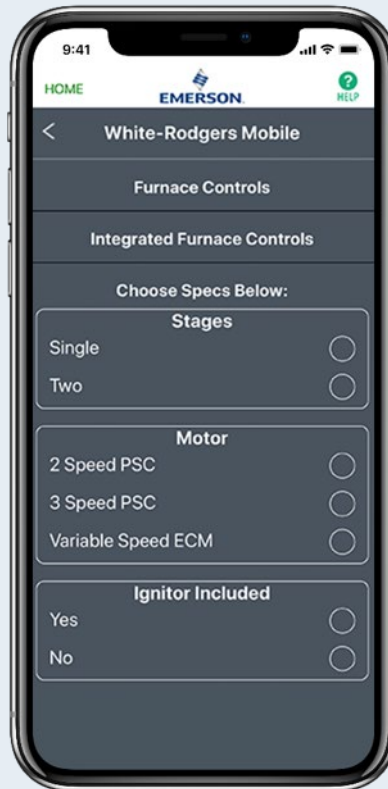 9:41
HOME
EMERSON
HELP
White-Rodgers Mobile
Furnace Controls
Integrated Furnace Controls
Choose Specs Below:
Stages
Single
Two
Motor
2 Speed PSC
3 Speed PSC
Variable Speed ECM
Ignitor Included
Yes
No